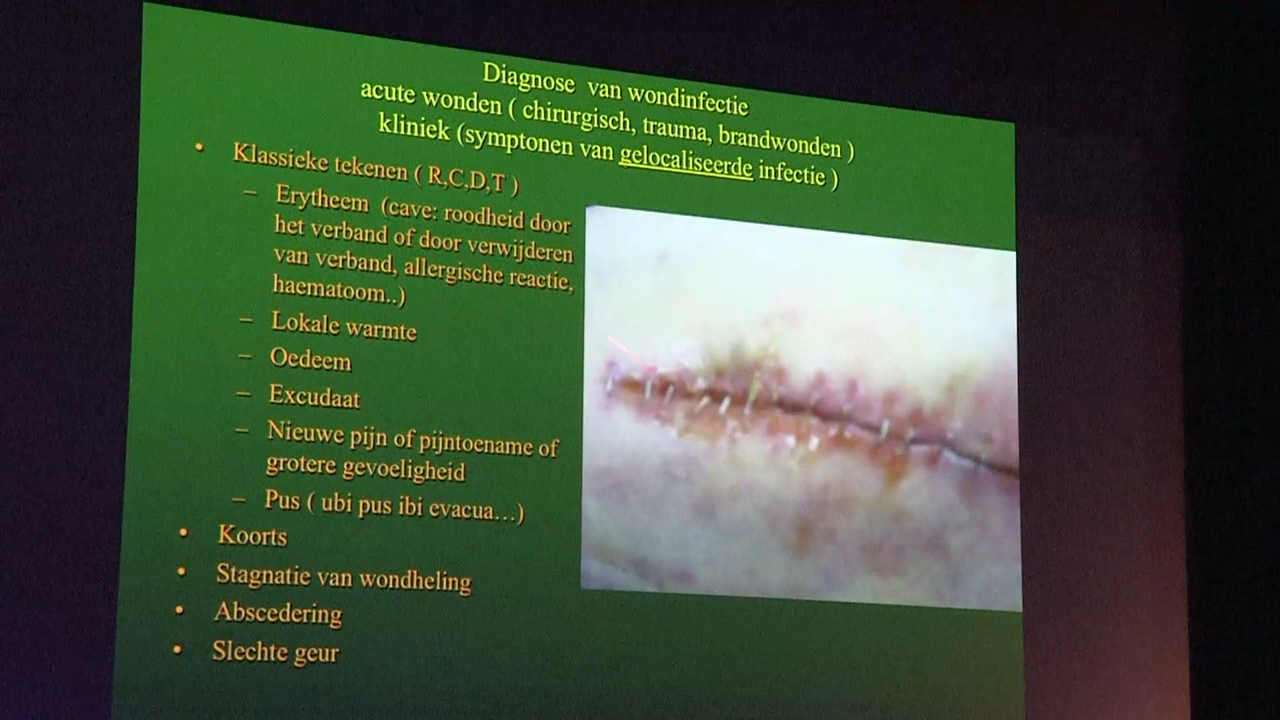 Diagnose van wondinfectie
acute wonden ( chirurgisch, trauma, brandwonden )
kliniek (symptonen van gelocaliseerde infectie )
• Klassieke tekenen ( R,C,D,T )
– Erytheem (cave: roodheid door
het verband of door verwijderen
van verband, allergische reactie,
haematoom..)
– Lokale warmte
– Oedeem
– Excudaat
– Nieuwe pijn of pijntoename of
grotere gevoeligheid
– Pus ( ubi pus ibi evacua…)
• Koorts
• Stagnatie van wondheling
• Abscedering
• Slechte geur